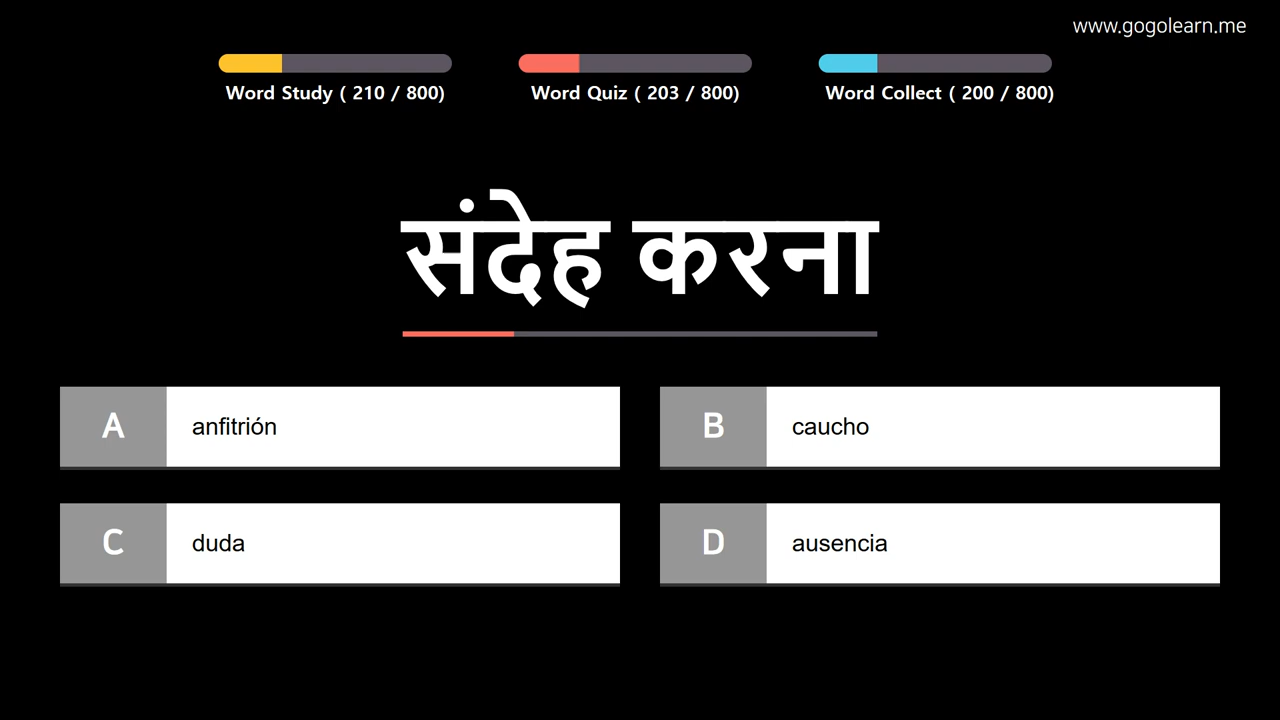 www.gogolearn.me
Word Study ( 210 / 800)
Word Quiz ( 203 / 800)
Word Collect ( 200 / 800)
संदेह करना
A anfitrión
B caucho
C duda
D ausencia